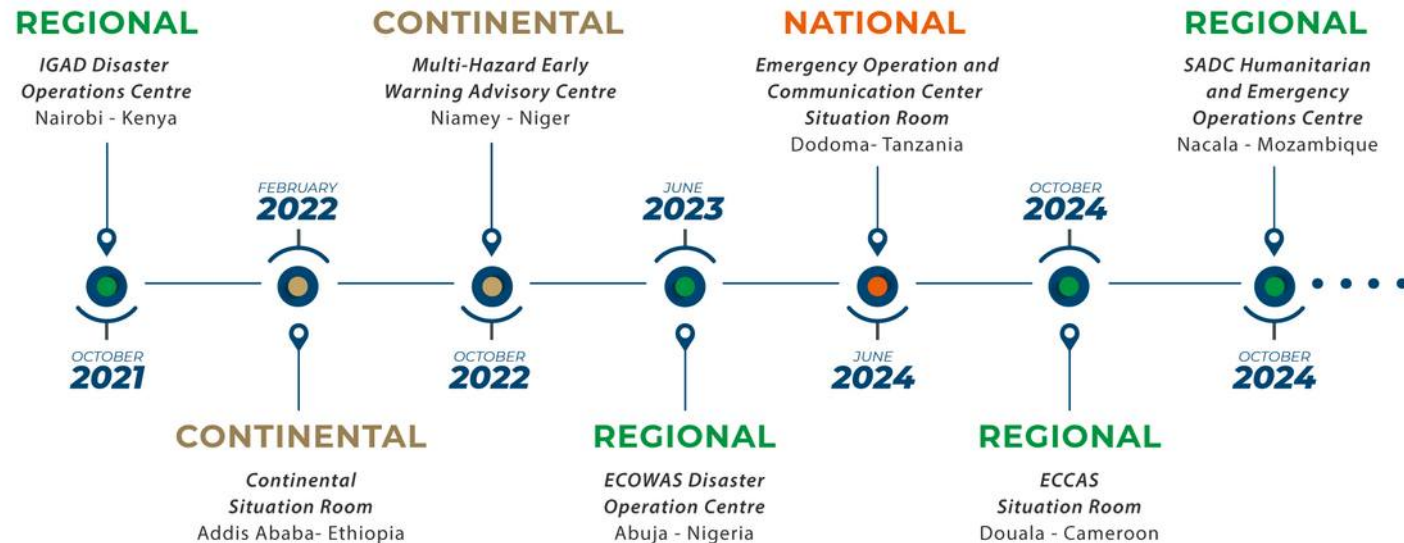 REGIONAL
IGAD Disaster
Operations Centre
Nairobi - Kenya
OCTOBER
2021
FEBRUARY
2022
CONTINENTAL
Continental
Situation Room
Addis Ababa- Ethiopia
CONTINENTAL
Multi-Hazard Early
Warning Advisory Centre
Niamey - Niger
OCTOBER
2022
JUNE
2023
REGIONAL
ECOWAS Disaster
Operation Centre
Abuja - Nigeria
NATIONAL
Emergency Operation and
Communication Center
Situation Room
Dodoma- Tanzania
JUNE
2024
OCTOBER
2024
REGIONAL
ECCAS
Situation Room
Douala - Cameroon
REGIONAL
SADC Humanitarian
and Emergency
Operations Centre
Nacala - Mozambique
OCTOBER
2024